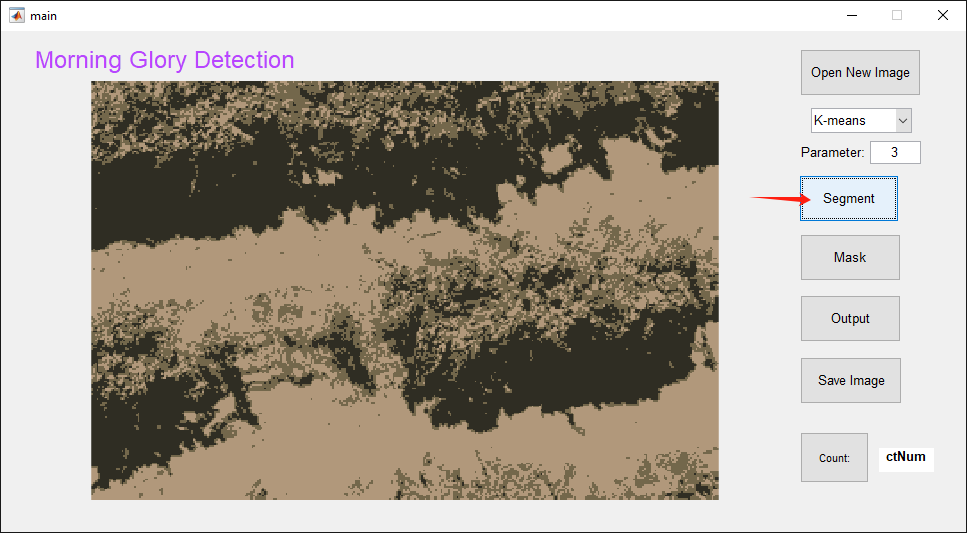 main
Morning Glory Detection
Open New Image
K-means
Parameter: 3
Segment
Mask
Output
Save Image
Count: ctNum